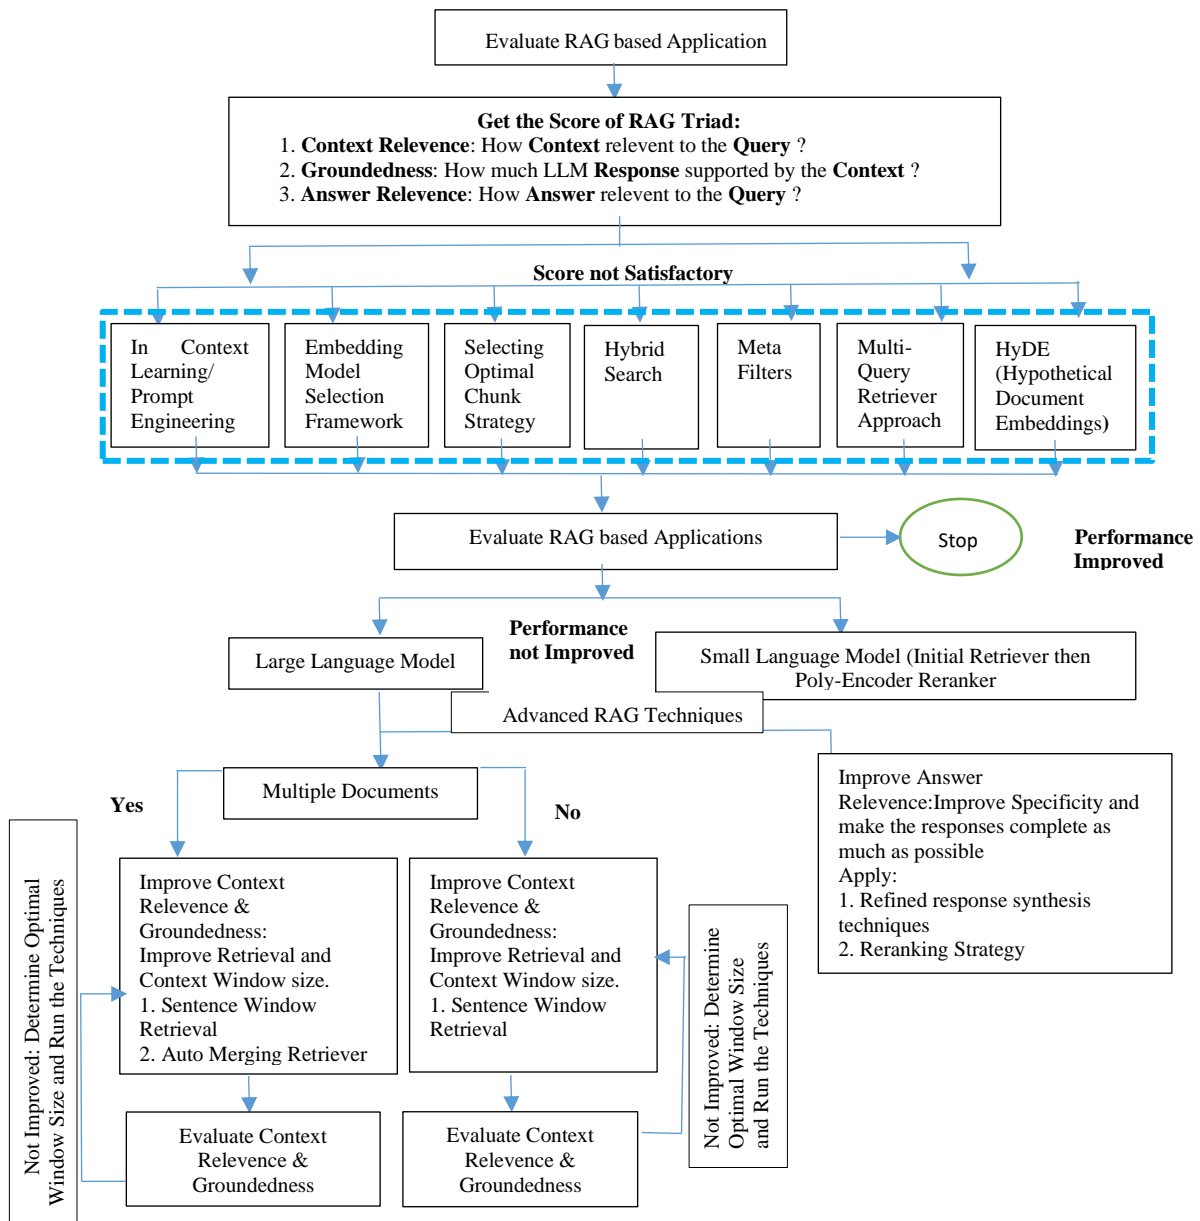 Evaluate RAG based Application
Get the Score of RAG Triad:
1. Context Relevence: How Context relevent to the Query ?
2. Groundedness: How much LLM Response supported by the Context ?
3. Answer Relevence: How Answer relevent to the Query ?
Score not Satisfactory
In Context
Learning/
Prompt
Engineering
Embedding
Model
Selection
Framework
Selecting
Optimal
Chunk
Strategy
Hybrid
Search
Meta
Filters
Multi-
Query
Retriever
Approach
HyDE
(Hypothetical
Document
Embeddings)
Evaluate RAG based Applications
Stop
Performance
Improved
Performance
not Improved
Large Language Model
Small Language Model (Initial Retriever then
Poly-Encoder Reranker
Advanced RAG Techniques
Multiple Documents
Yes
No
Improve Answer
Relevence:Improve Specificity and
make the responses complete as
much as possible
Apply:
1. Refined response synthesis
techniques
2. Reranking Strategy
Not Improved: Determine Optimal
Window Size and Run the Techniques
Improve Context
Relevence &
Groundedness:
Improve Retrieval and
Context Window size.
1. Sentence Window
Retrieval
2. Auto Merging Retriever
Improve Context
Relevence &
Groundedness:
Improve Retrieval and
Context Window size.
1. Sentence Window
Retrieval
Not Improved: Determine
Optimal Window Size
and Run the Techniques
Evaluate Context
Relevence &
Groundedness
Evaluate Context
Relevence &
Groundedness